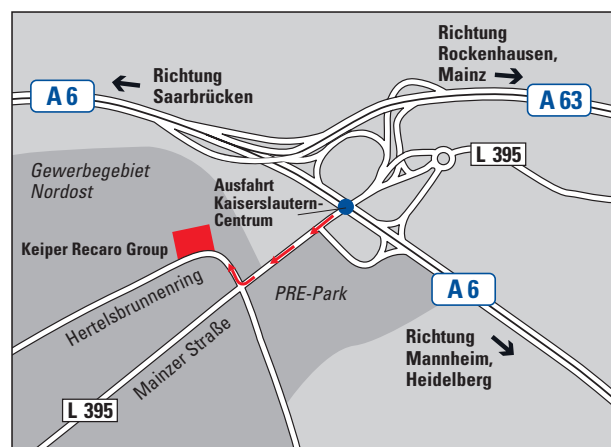 Richtung
Rockenhausen,
Mainz
Richtung
Saarbrücken
A 6
A 63
L 395
Gewerbegebiet
Nordost
Ausfahrt
Kaiserslautern-
Centrum
Keiper Recaro Group
Hertelsbrunnenring
PRE-Park
A 6
Mainzer Straße
Richtung
Mannheim,
Heidelberg
L 395